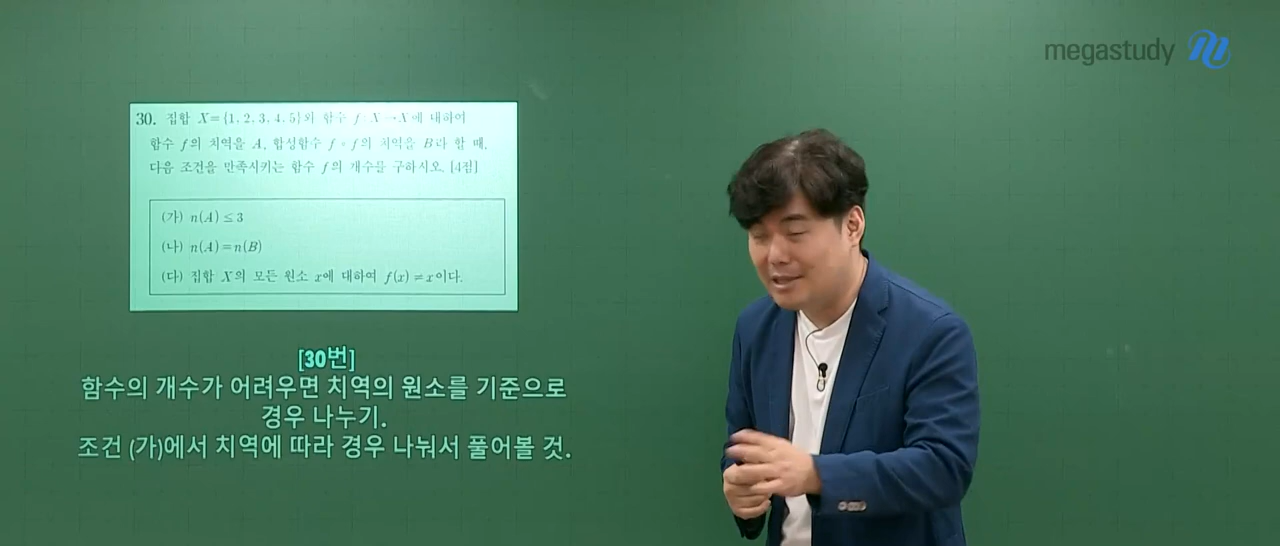 megastudy
30. 집합 X={1, 2, 3, 4, 5}와 함수 f : X→X에 대하여
함수 f의 치역을 A, 합성함수 f∘f의 치역을 B라 할 때,
다음 조건을 만족시키는 함수 f의 개수를 구하시오. [4점]
(가) n(A)≤3
(나) n(A)=n(B)
(다) 집합 X의 모든 원소 x에 대하여 f(x)≠x이다.
[30번]
함수의 개수가 어려우면 치역의 원소를 기준으로
경우 나누기.
조건 (가)에서 치역에 따라 경우 나눠서 풀어볼 것.